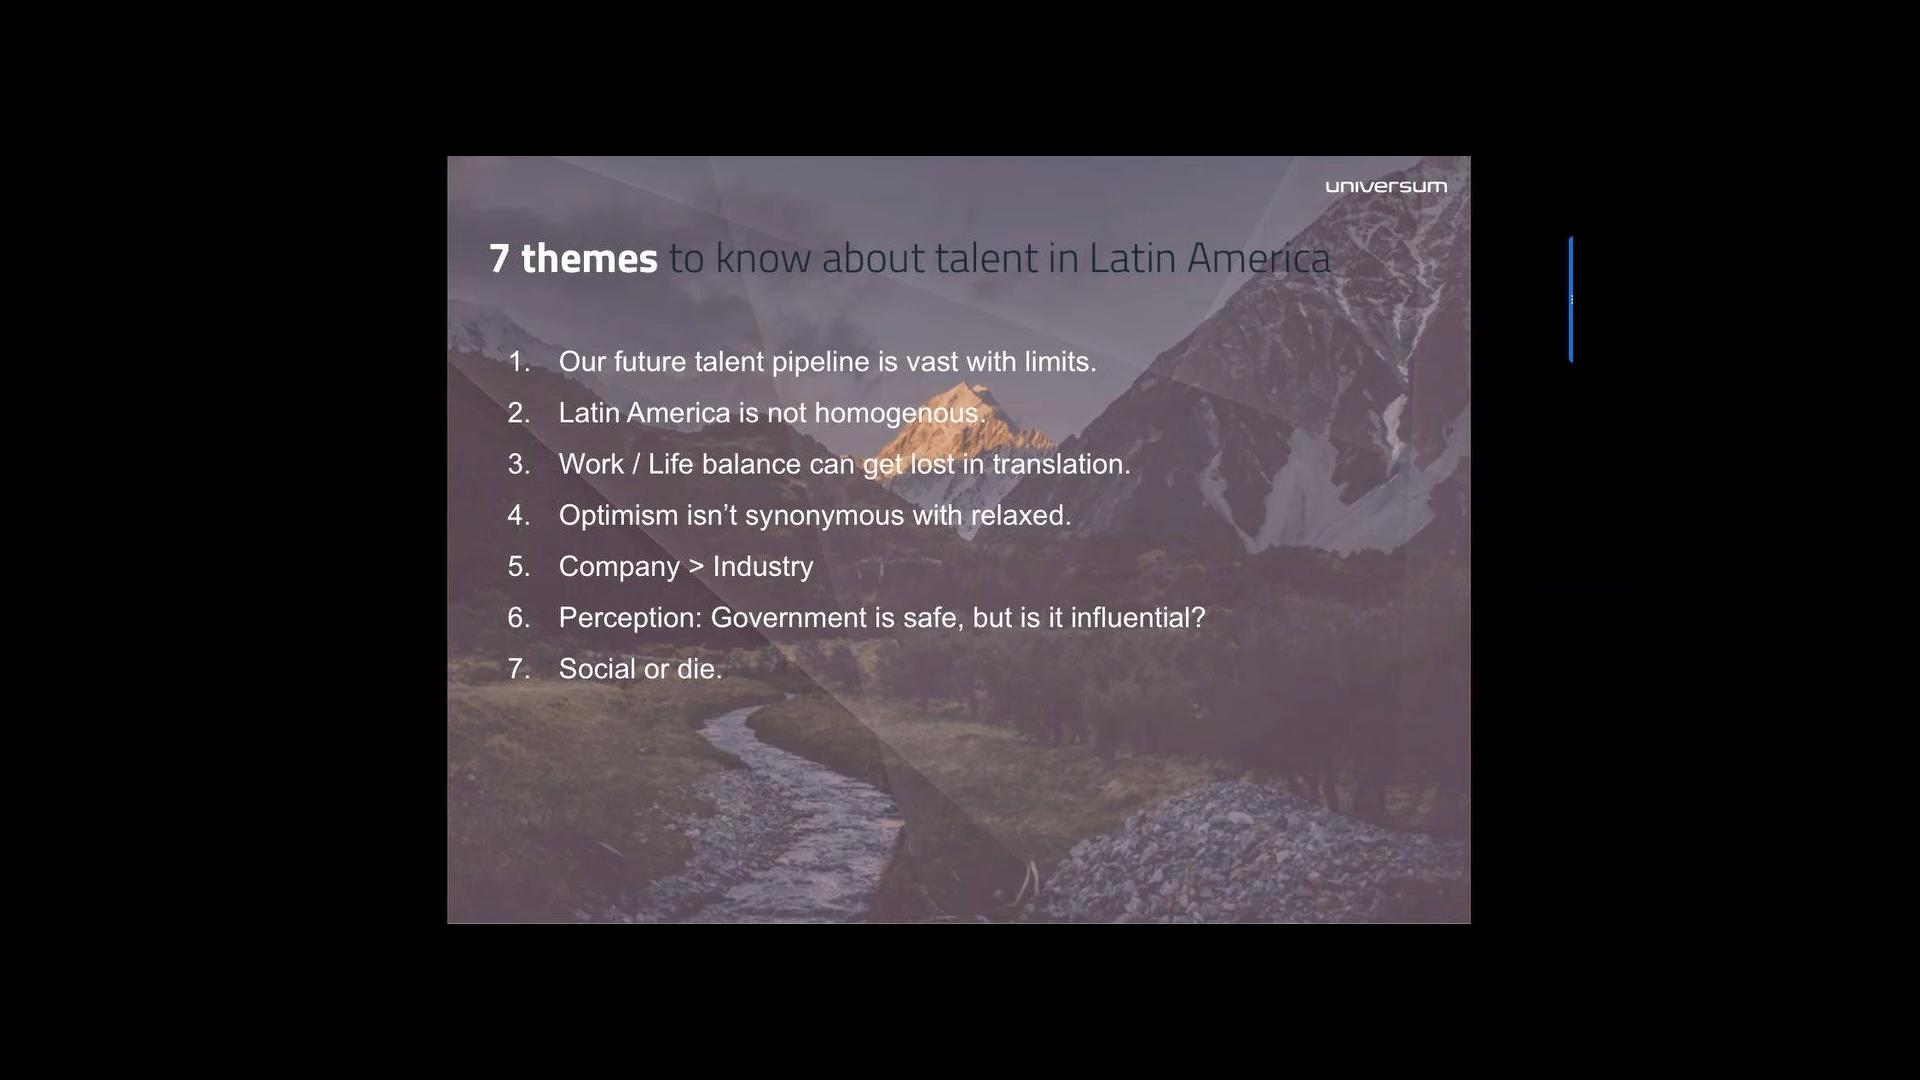 universum
7 themes to know about talent in Latin America
1. Our future talent pipeline is vast with limits.
2. Latin America is not homogenous.
3. Work / Life balance can get lost in translation.
4. Optimism isn’t synonymous with relaxed.
5. Company > Industry
6. Perception: Government is safe, but is it influential?
7. Social or die.